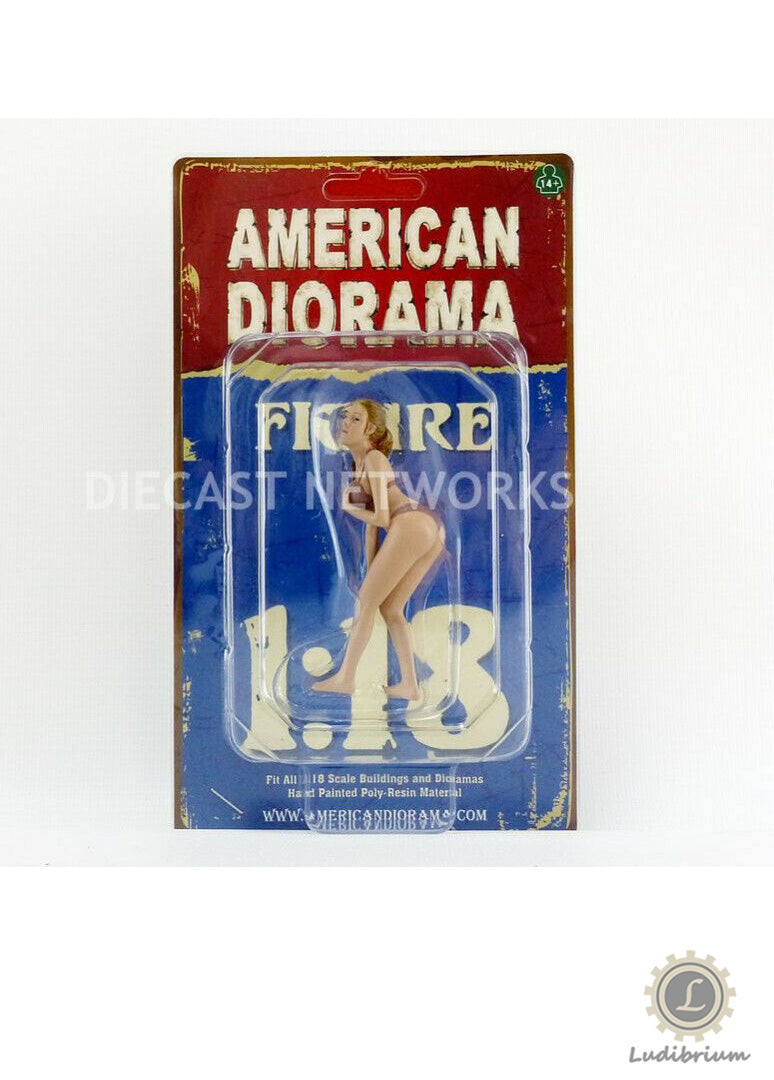 14+
AMERICAN
DIORAMA
FIGURE
DIECAST NETWORKS
1:18
Fit All 1:18 Scale Buildings and Dioramas
Hand Painted Poly-Resin Material
WWW.AMERICANDIORAMA.COM
L
Ludibrium